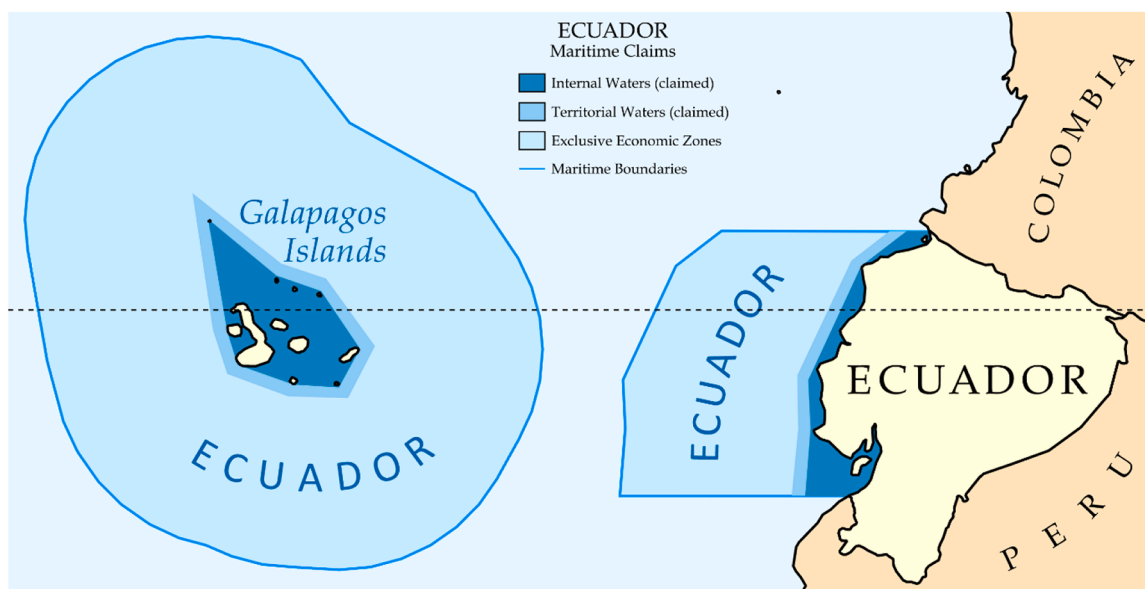 ECUADOR
Maritime Claims
Internal Waters (claimed)
Territorial Waters (claimed)
Exclusive Economic Zones
Maritime Boundaries
Galapagos
Islands
ECUADOR
ECUADOR
ECUADOR
COLOMBIA
PERU